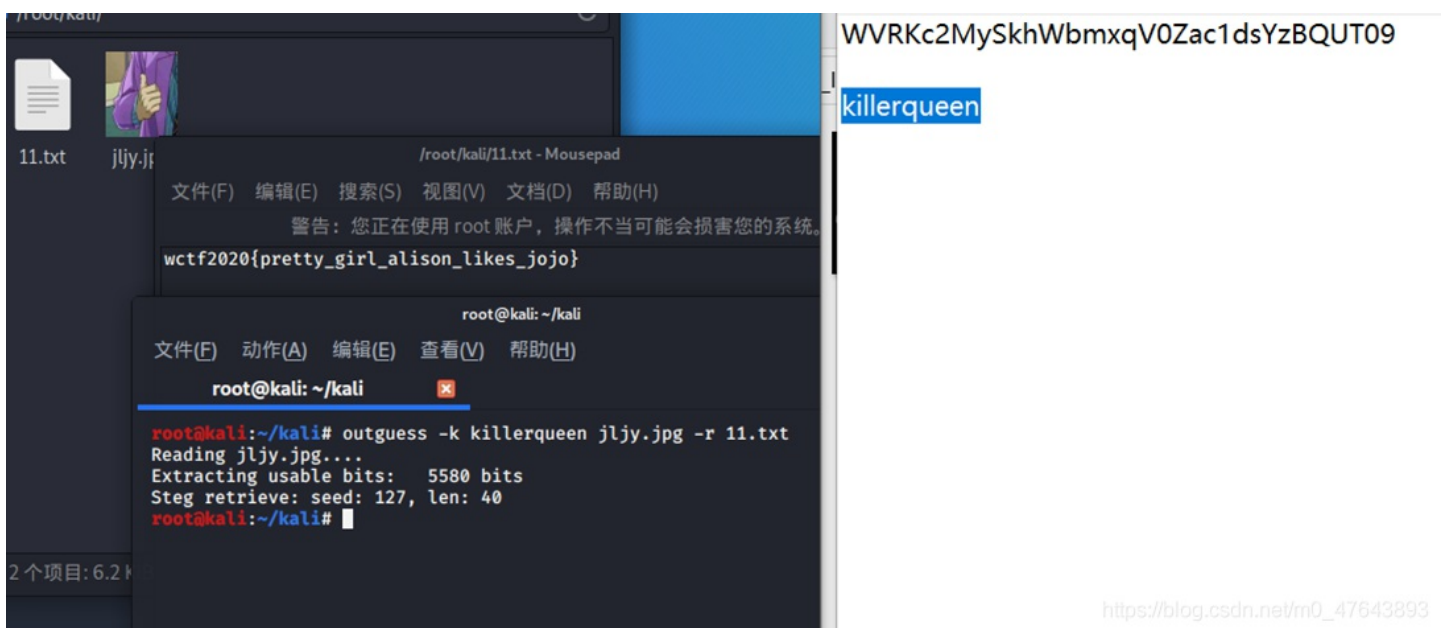 /root/kali/
11.txt
jljy.jp
/root/kali/11.txt - Mousepad
文件(F) 编辑(E) 搜索(S) 视图(V) 文档(D) 帮助(H)
警告：您正在使用 root 账户，操作不当可能会损害您的系统。
wctf2020{pretty_girl_alison_likes_jojo}
root@kali: ~/kali
文件(F) 动作(A) 编辑(E) 查看(V) 帮助(H)
root@kali: ~/kali
root@kali:~/kali# outguess -k killerqueen jljy.jpg -r 11.txt
Reading jljy.jpg....
Extracting usable bits: 5580 bits
Steg retrieve: seed: 127, len: 40
root@kali:~/kali#
2 个项目: 6.2
WVRKc2MySkhWbmxqV0Zac1dsYzBQUT09
killerqueen
https://blog.csdn.net/m0_47643893